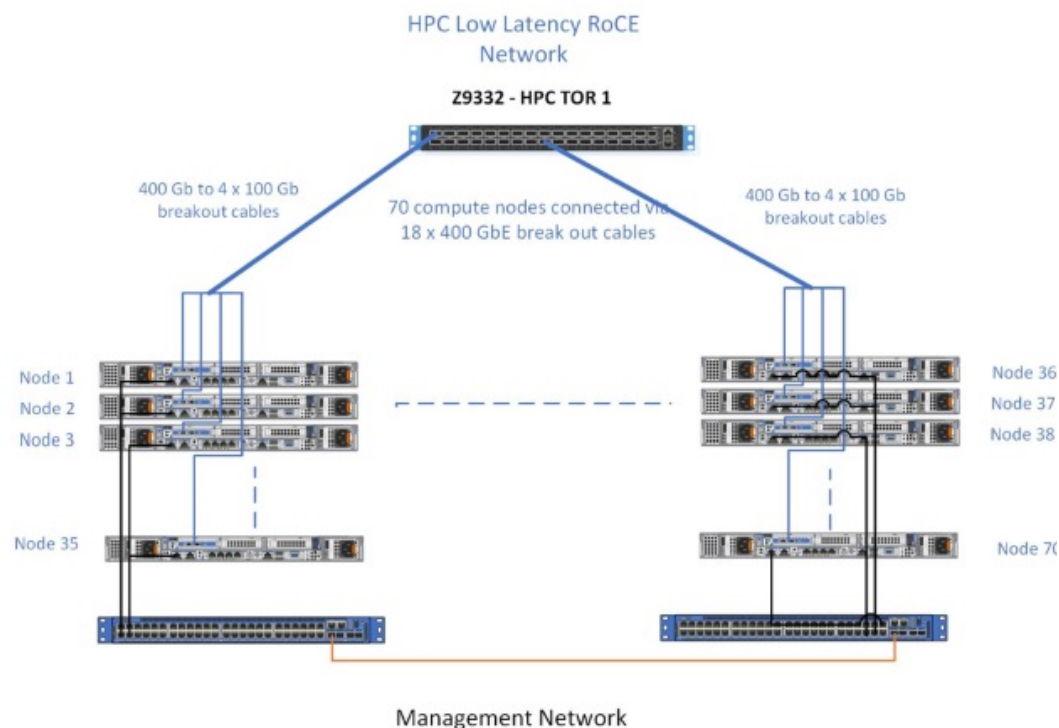 HPC Low Latency RoCE
Network
Z9332 - HPC TOR 1
400 Gb to 4 x 100 Gb
breakout cables
70 compute nodes connected via
18 x 400 GbE break out cables
400 Gb to 4 x 100 Gb
breakout cables
Node 1
Node 2
Node 3
Node 35
Node 36
Node 37
Node 38
Node 70
Management Network